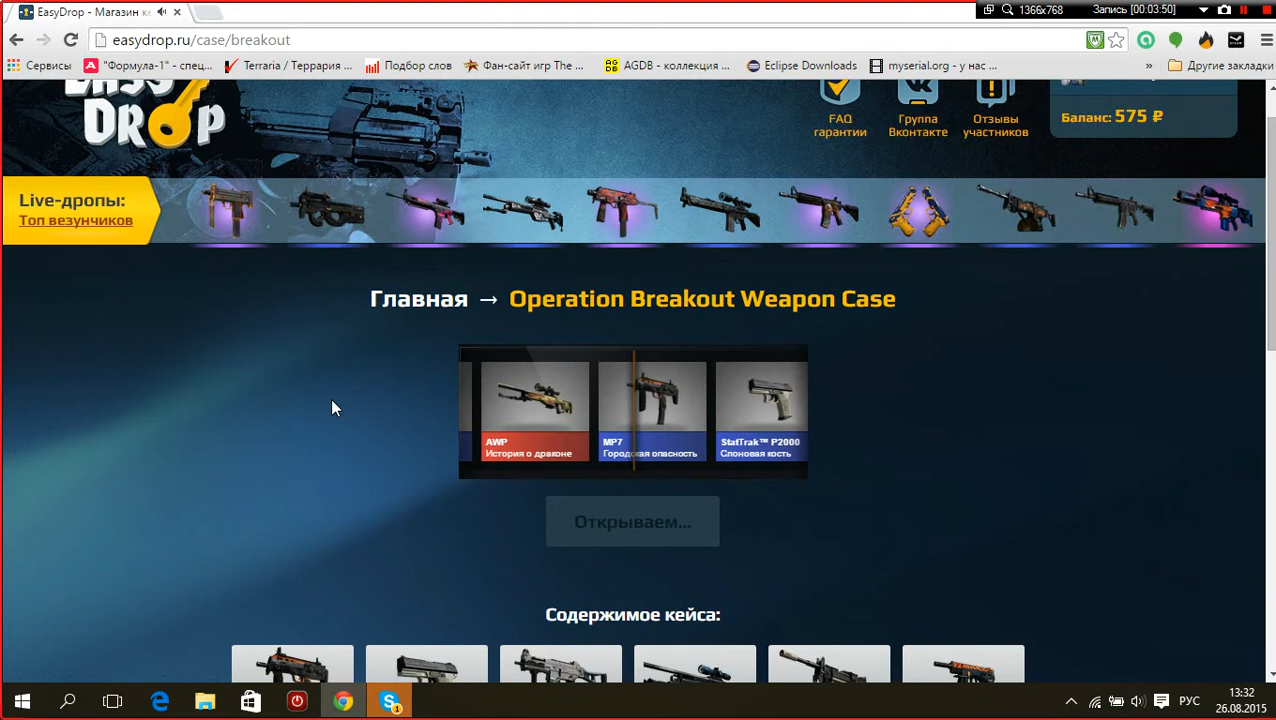 EasyDrop - Магазин ке
1366x768
Запись [00:03:50]
easydrop.ru/case/breakout
Сервисы
"Формула-1" - спец...
Terraria / Террария ...
Подбор слов
Фан-сайт игр The ...
AGDB - коллекция ...
Eclipse Downloads
myserial.org - у нас ...
»
Другие закладки
EASY
DROP
FAQ
гарантии
Группа
Вконтакте
Отзывы
участников
Баланс: 575 ₽
Live-дропы:
Топ везунчиков
Главная → Operation Breakout Weapon Case
AWP
История о драконе
MP7
Городская опасность
StatTrak™ P2000
Слоновая кость
Открываем...
Содержимое кейса:
РУС
13:32
26.08.2015